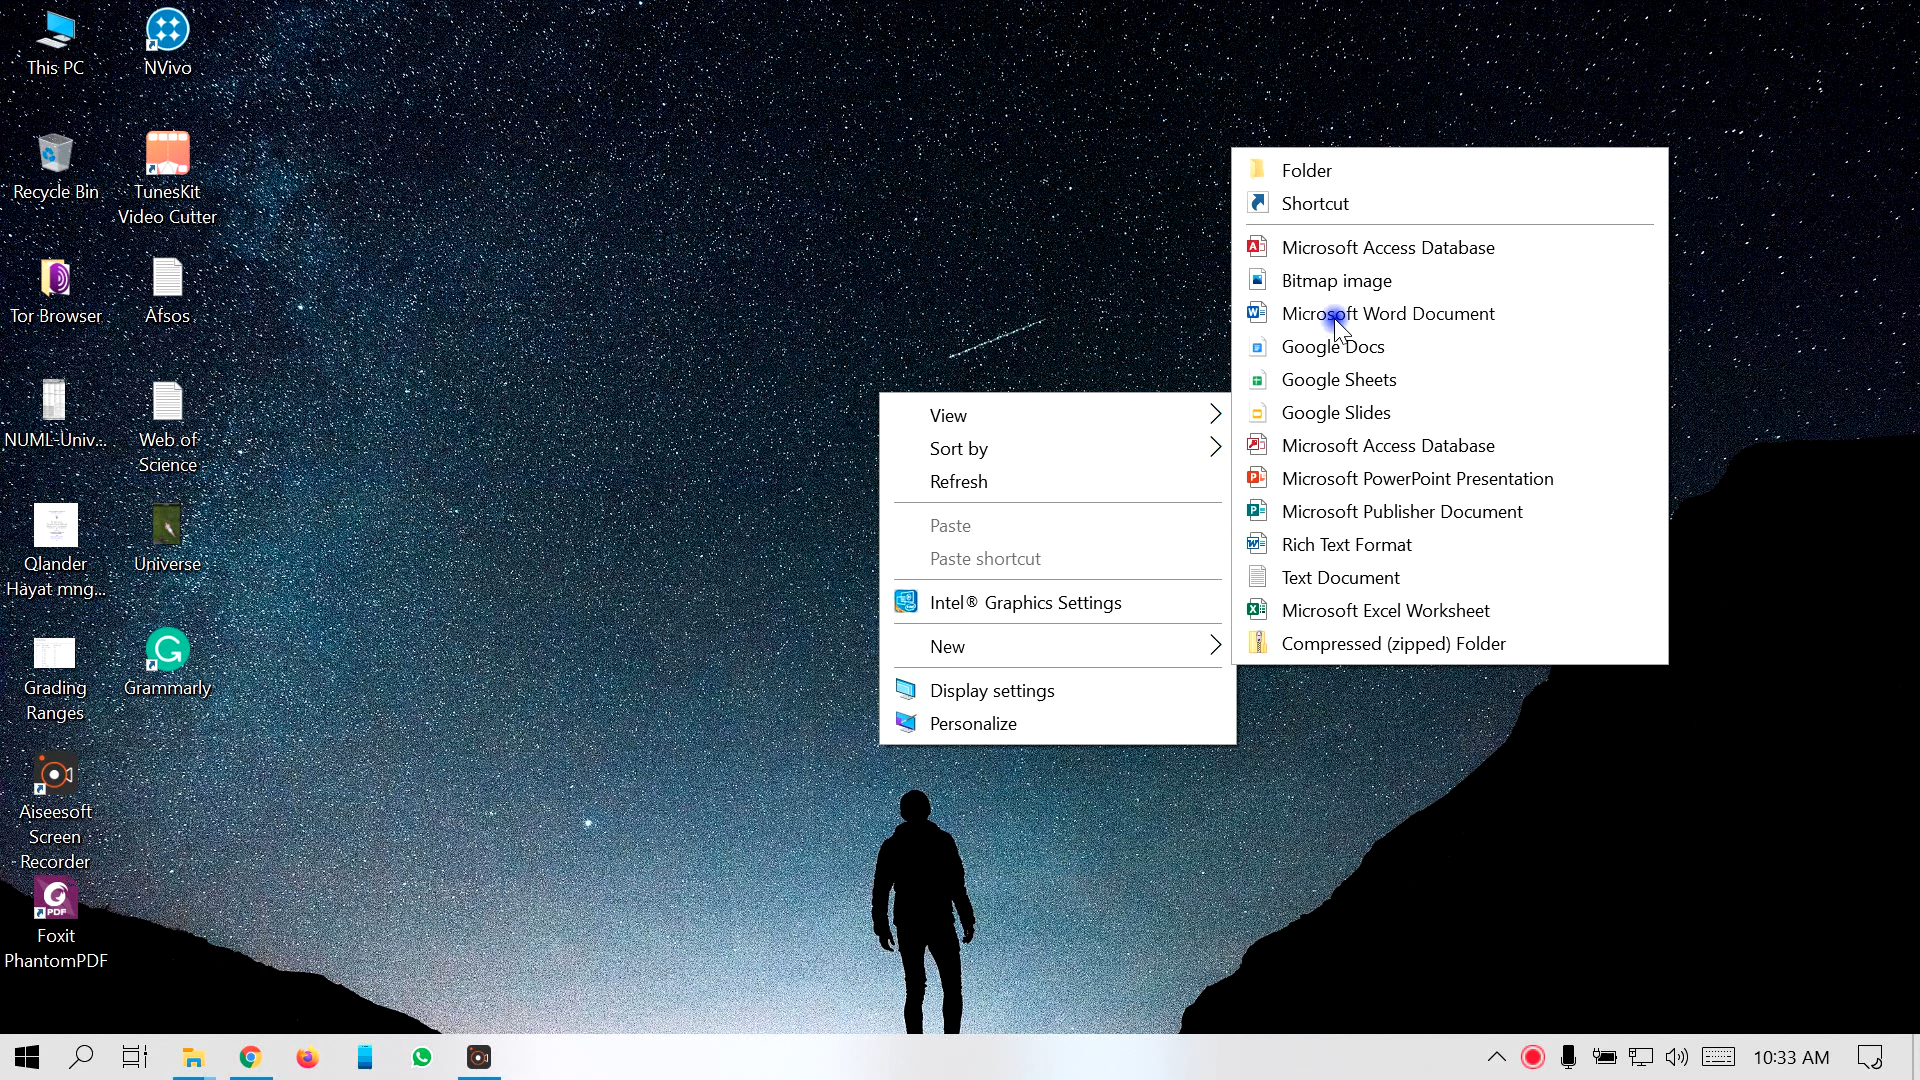 This PC
NVivo
Recycle Bin
TunesKit
Video Cutter
Tor Browser
Afsos
NUML-Univ...
Web of
Science
Qlander
Hayat mng...
Universe
Grading
Ranges
Grammarly
Aiseesoft
Screen
Recorder
PDF
Foxit
PhantomPDF
View
Sort by
Refresh
Paste
Paste shortcut
Intel® Graphics Settings
New
Display settings
Personalize
Folder
Shortcut
Microsoft Access Database
Bitmap image
Microsoft Word Document
Google Docs
Google Sheets
Google Slides
Microsoft Access Database
Microsoft PowerPoint Presentation
Microsoft Publisher Document
Rich Text Format
Text Document
Microsoft Excel Worksheet
Compressed (zipped) Folder
10:33 AM